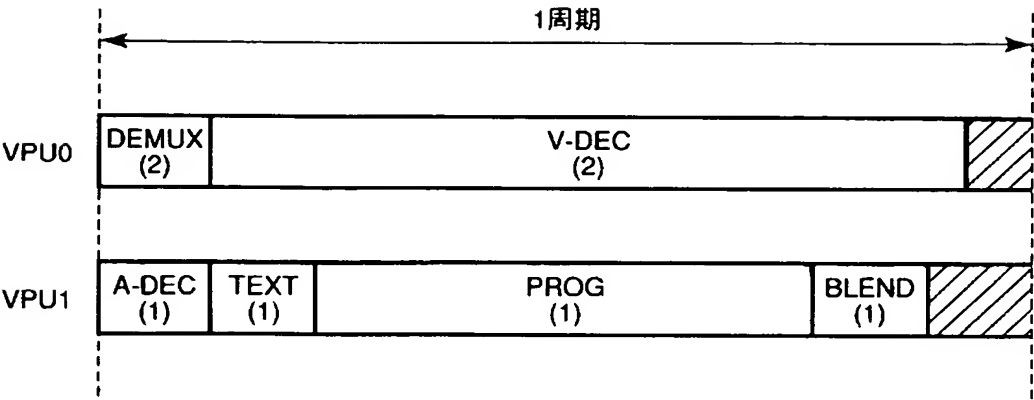 1周期
VPU0
DEMUX
(2)
V-DEC
(2)
VPU1
A-DEC
(1)
TEXT
(1)
PROG
(1)
BLEND
(1)